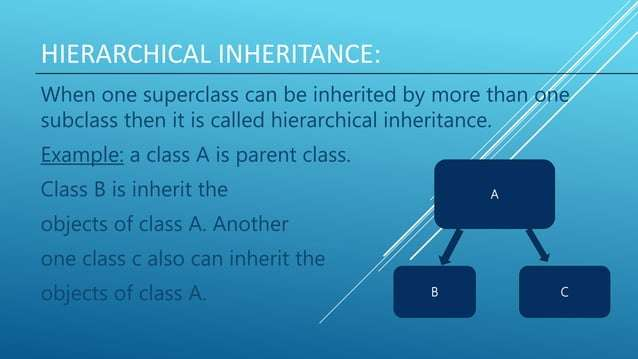 HIERARCHICAL INHERITANCE:
When one superclass can be inherited by more than one
subclass then it is called hierarchical inheritance.
Example: a class A is parent class.
Class B is inherit the
objects of class A. Another
one class c also can inherit the
objects of class A.
A
B
C